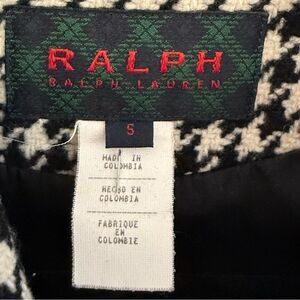 RALPH
RALPH LAUREN
S
MADE IN
COLOMBIA
HECHO EN
COLOMBIA
FABRIQUE
EN
COLOMBIE